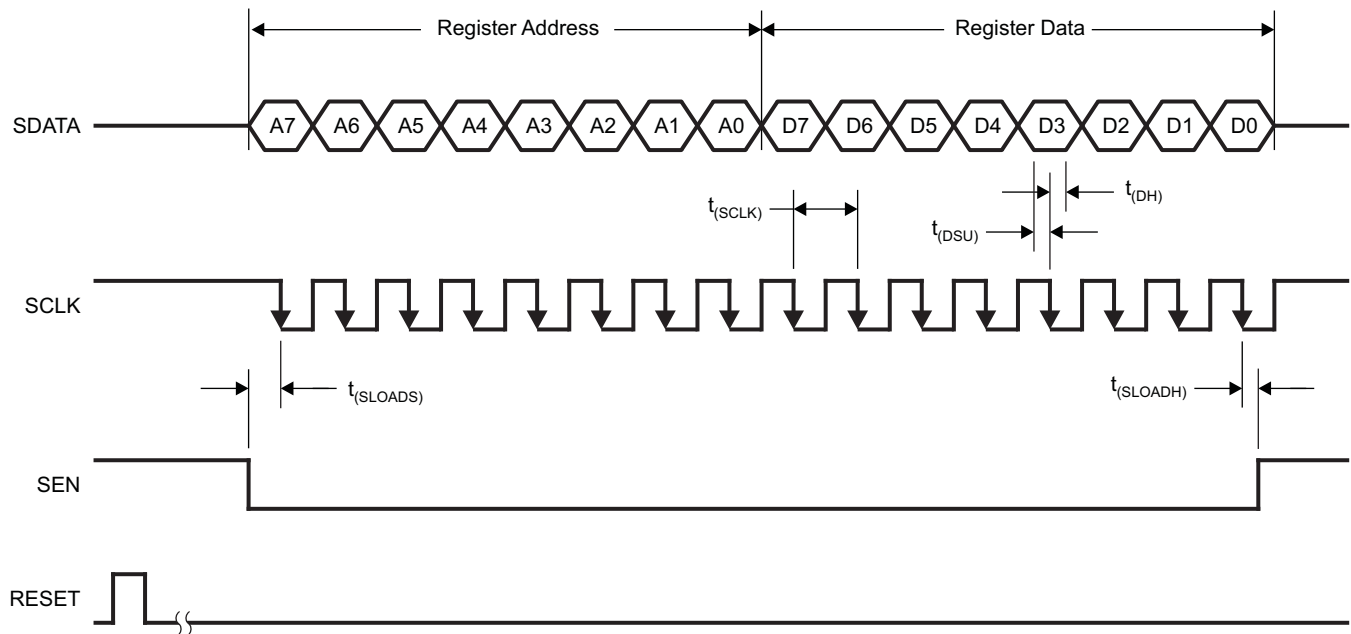 Register Address
Register Data
SDATA
A7 A6 A5 A4 A3 A2 A1 A0 D7 D6 D5 D4 D3 D2 D1 D0
t(SCLK)
t(DH)
t(DSU)
SCLK
t(SLOADS)
t(SLOADH)
SEN
RESET